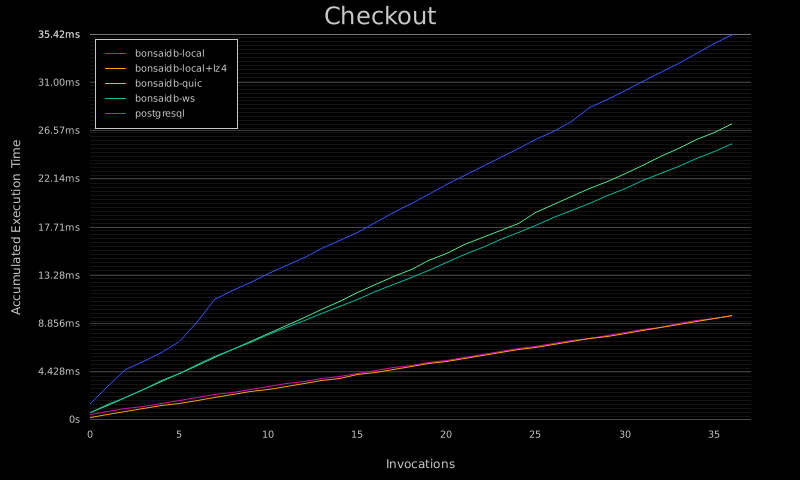 Checkout
35.42ms
31.00ms
26.57ms
22.14ms
17.71ms
13.28ms
8.856ms
4.428ms
0s
bonsaidb-local
bonsaidb-local+lz4
bonsaidb-quic
bonsaidb-ws
postgresql
Accumulated Execution Time
0 5 10 15 20 25 30 35
Invocations